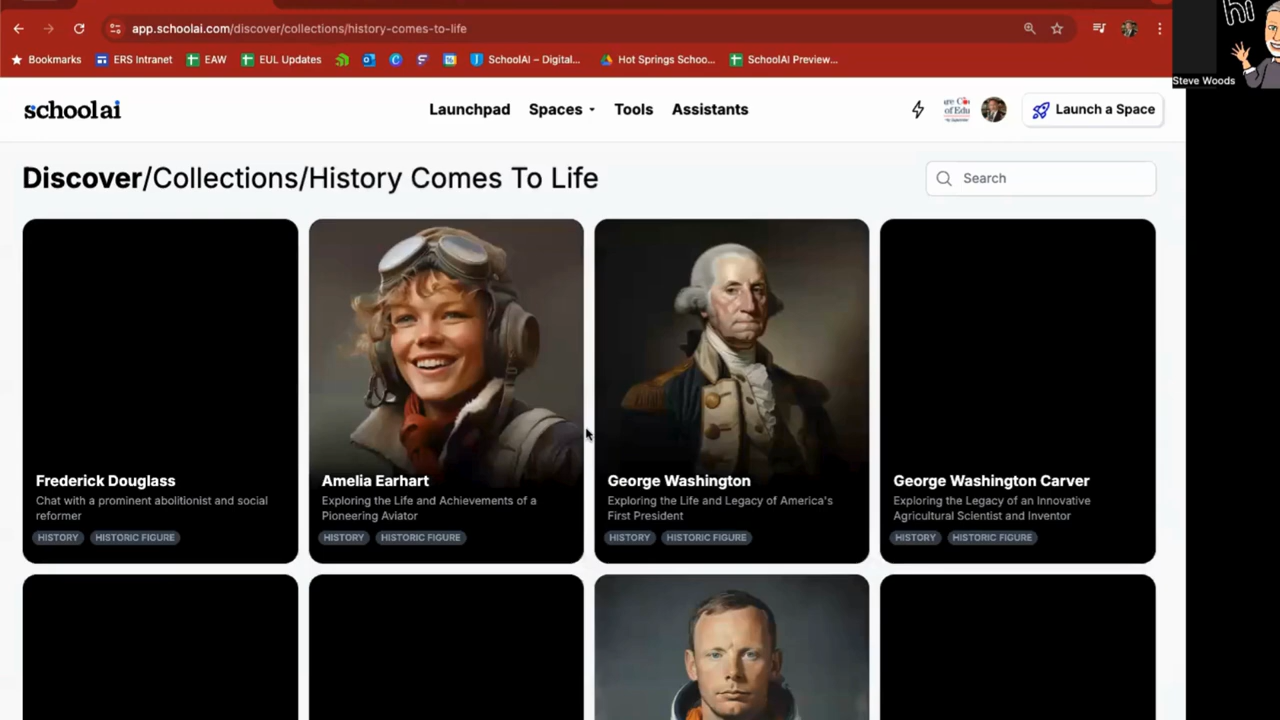 app.schoolai.com/discover/collections/history-comes-to-life
Bookmarks ERS Intranet EAW EUL Updates SchoolAI – Digital... Hot Springs Schoo... SchoolAI Preview...
hi
Steve Woods
school ai Launchpad Spaces Tools Assistants Launch a Space
Discover/Collections/History Comes To Life
Search
Frederick Douglass
Chat with a prominent abolitionist and social
reformer
HISTORY HISTORIC FIGURE
Amelia Earhart
Exploring the Life and Achievements of a
Pioneering Aviator
HISTORY HISTORIC FIGURE
George Washington
Exploring the Life and Legacy of America's
First President
HISTORY HISTORIC FIGURE
George Washington Carver
Exploring the Legacy of an Innovative
Agricultural Scientist and Inventor
HISTORY HISTORIC FIGURE